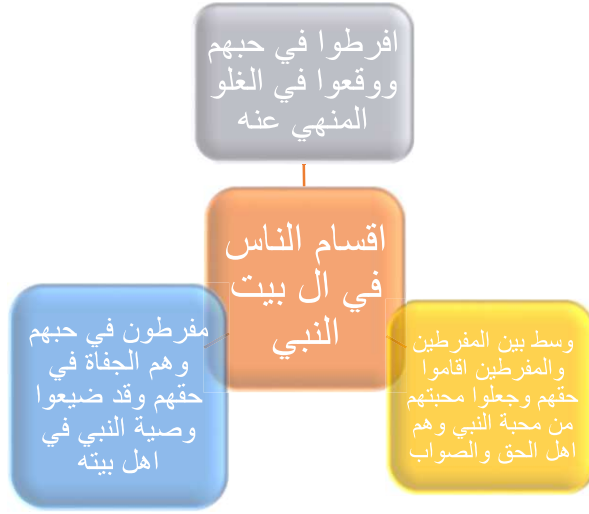 افرطوا في حبهم
ووقعوا في الغلو
المنهي عنه
اقسام الناس
في ال بيت
النبي
وسط بين المفرطين
والمفرطين اقاموا
حقهم وجعلوا محبتهم
من محبة النبي وهم
اهل الحق والصواب
مفرطون في حبهم
وهم الجفاة في
حقهم وقد ضيعوا
وصية النبي في
اهل بيته